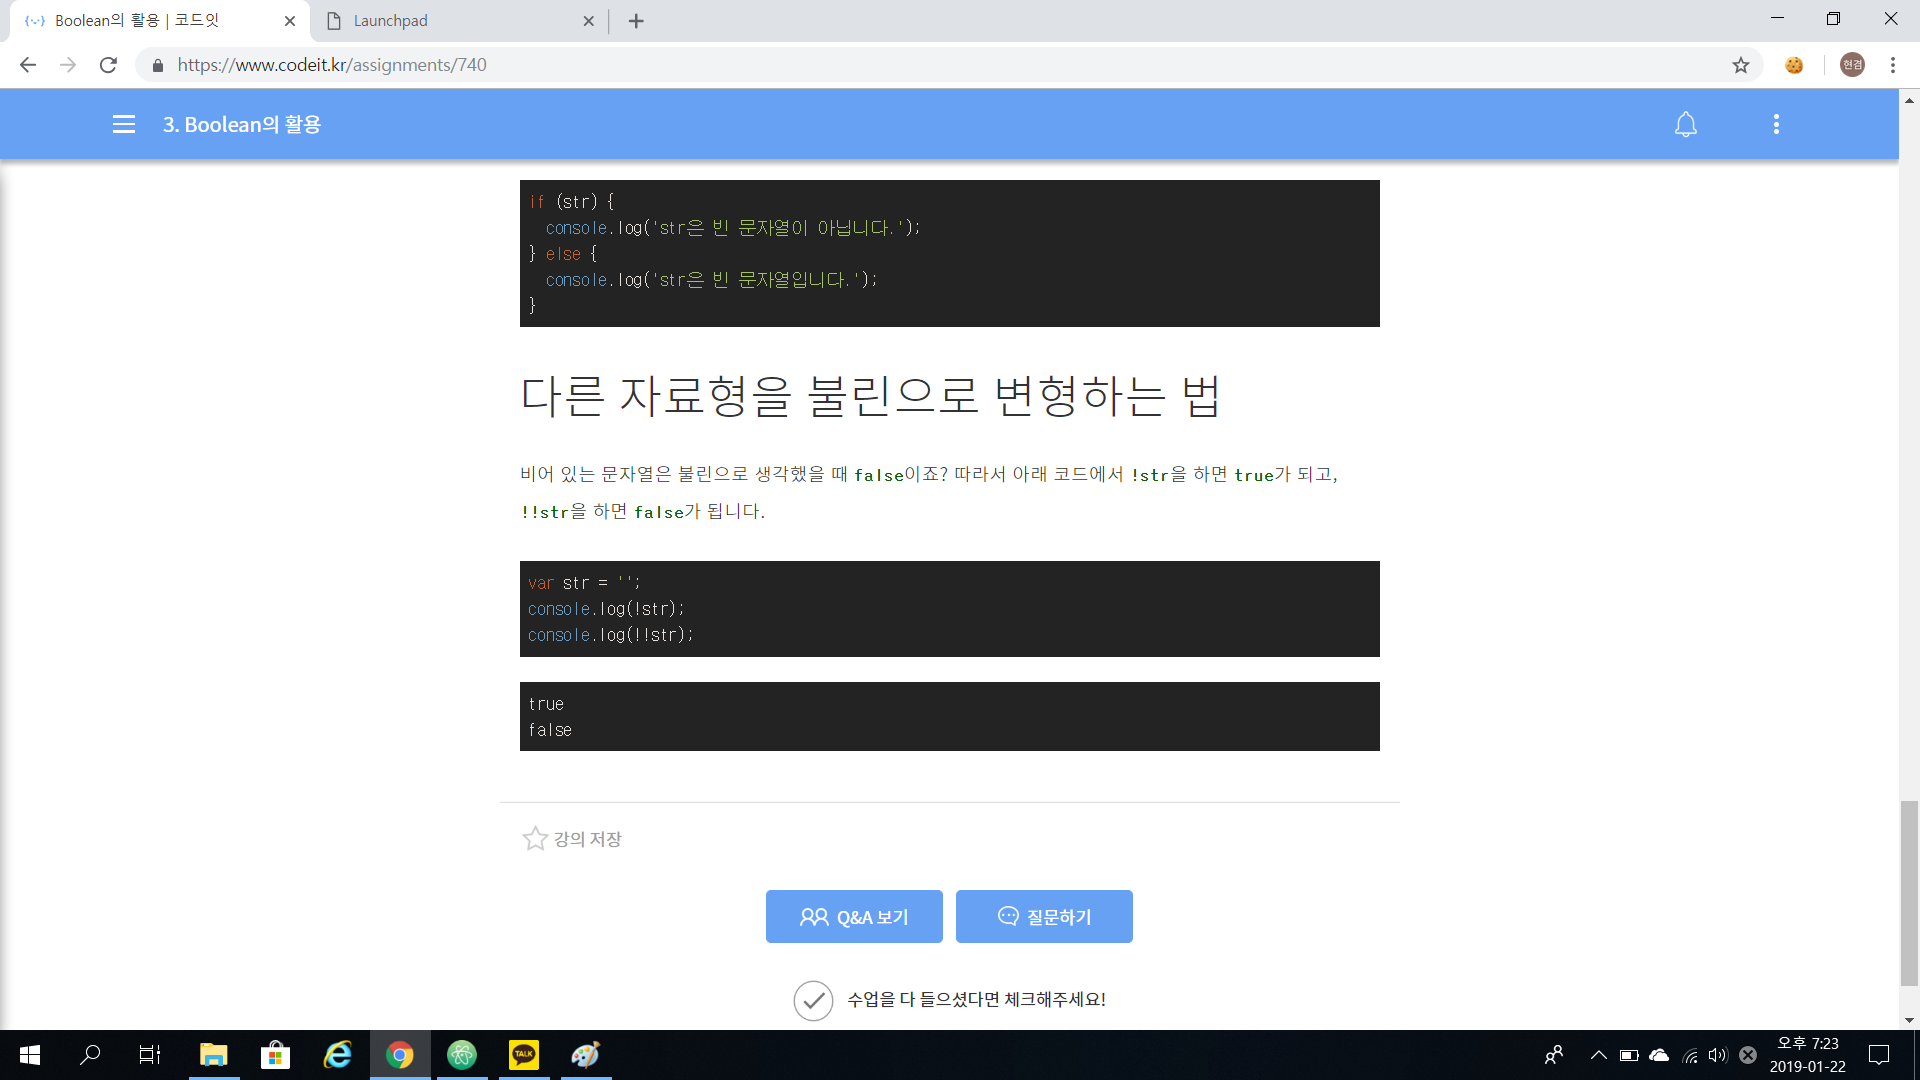 Boolean의 활용 | 코드잇
Launchpad
https://www.codeit.kr/assignments/740
현겸
3. Boolean의 활용
if (str) {
console.log('str은 빈 문자열이 아닙니다.');
} else {
console.log('str은 빈 문자열입니다.');
}
다른 자료형을 불린으로 변형하는 법
비어 있는 문자열은 불린으로 생각했을 때 false이죠? 따라서 아래 코드에서 !str을 하면 true가 되고,
!!str을 하면 false가 됩니다.
var str = '';
console.log(!str);
console.log(!!str);
true
false
강의 저장
Q&A 보기
질문하기
수업을 다 들으셨다면 체크해주세요!
TALK
오후 7:23
2019-01-22